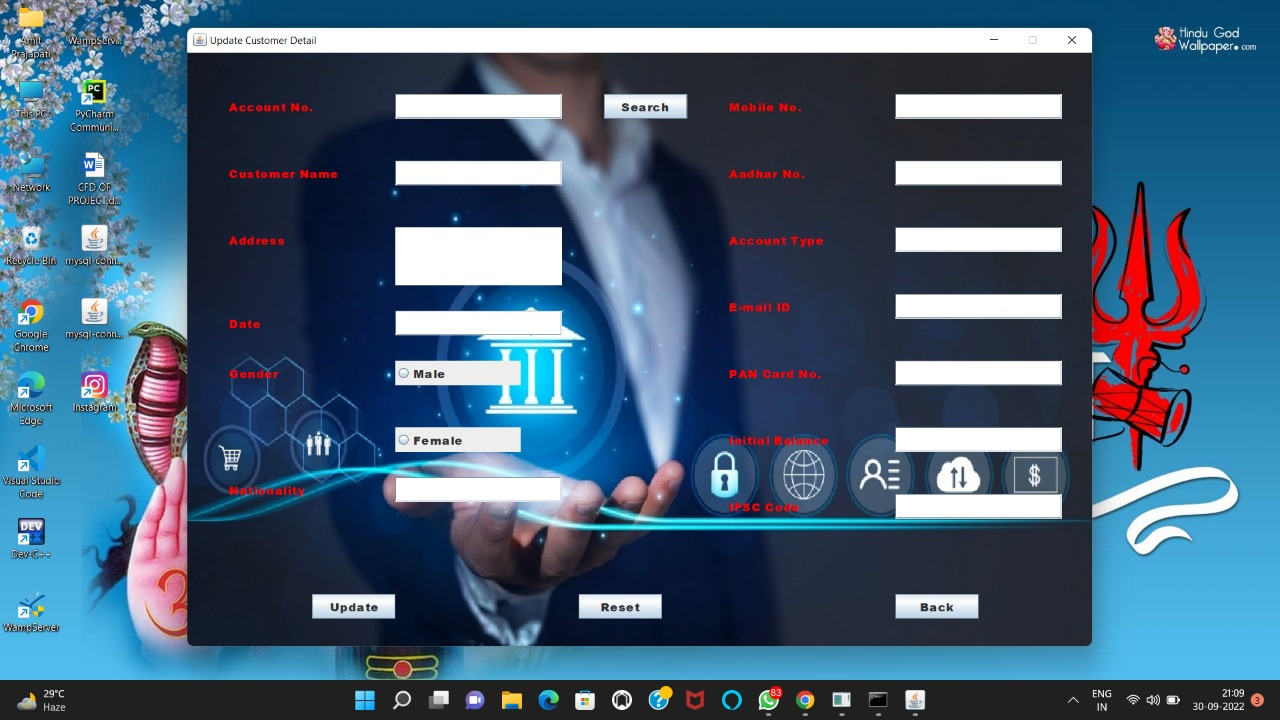 Amit
Prajapati
WampServ...
This PC
PyCharm
Communi...
Network
CFD OF
PROJECT.d...
Recycle Bin
mysql-conn...
Google
Chrome
mysql-conn...
Microsoft
Edge
Instagram
Visual Studio
Code
Dev-C++
WampServer
Hindu God
Wallpaper.com
Update Customer Detail
Account No.
Search
Mobile No.
Customer Name
Aadhar No.
Address
Account Type
E-mail ID
Date
Gender
Male
PAN Card No.
Female
Initial Balance
Nationality
IFSC Code
Update
Reset
Back
29°C
Haze
83
ENG
IN
21:09
30-09-2022
3